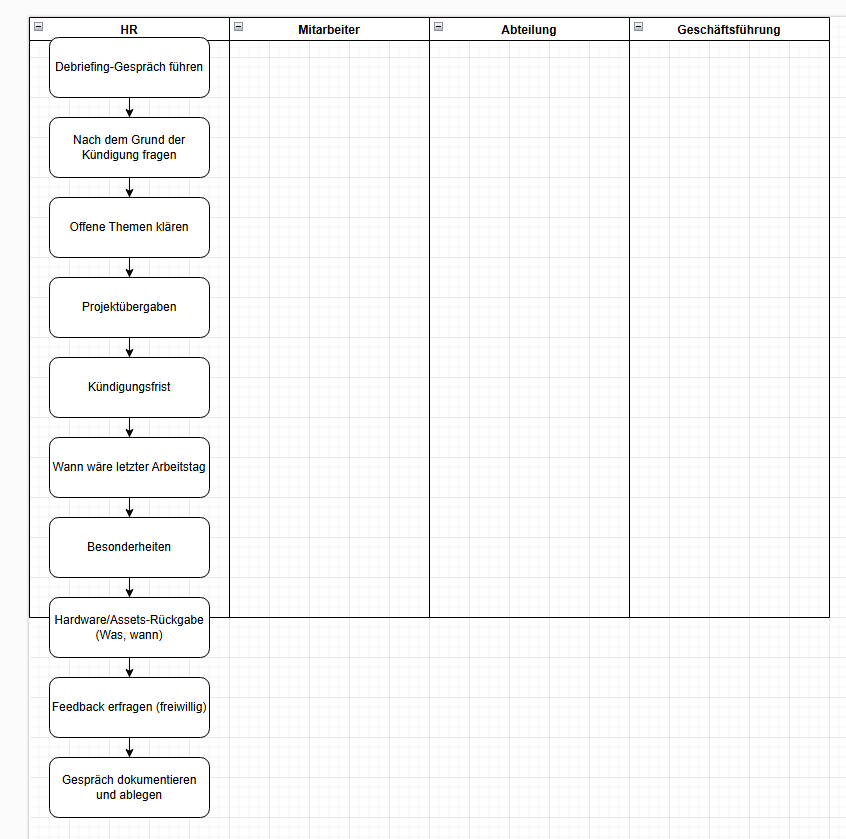 HR
Mitarbeiter
Abteilung
Geschäftsführung
Debriefing-Gespräch führen
Nach dem Grund der
Kündigung fragen
Offene Themen klären
Projektübergaben
Kündigungsfrist
Wann wäre letzter Arbeitstag
Besonderheiten
Hardware/Assets-Rückgabe
(Was, wann)
Feedback erfragen (freiwillig)
Gespräch dokumentieren
und ablegen